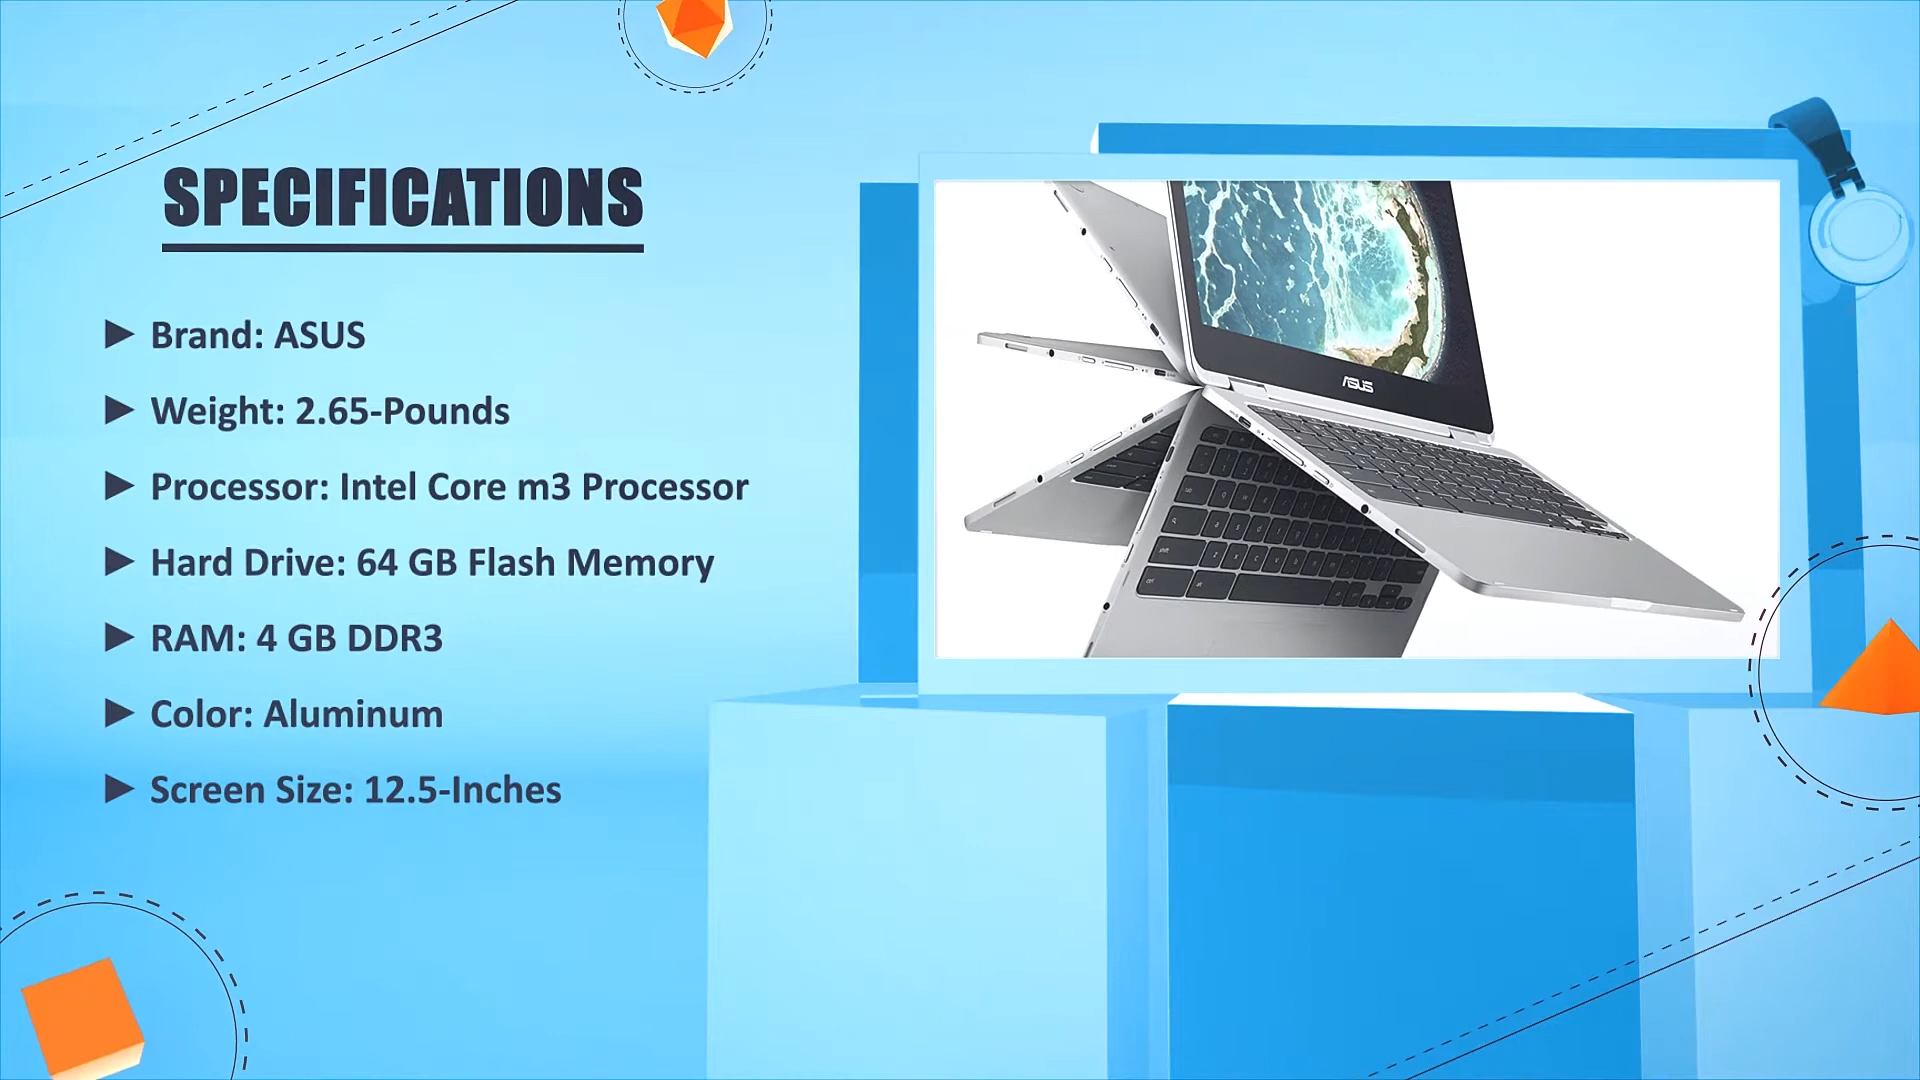 SPECIFICATIONS
▶ Brand: ASUS
▶ Weight: 2.65-Pounds
▶ Processor: Intel Core m3 Processor
▶ Hard Drive: 64 GB Flash Memory
▶ RAM: 4 GB DDR3
▶ Color: Aluminum
▶ Screen Size: 12.5-Inches
ASUS